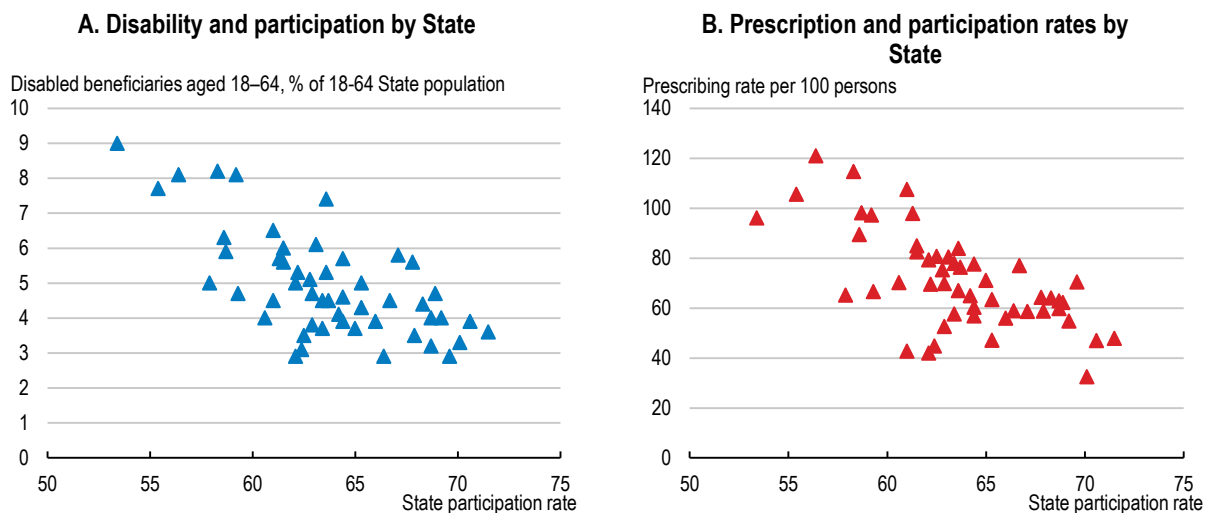 A. Disability and participation by State
Disabled beneficiaries aged 18–64, % of 18-64 State population
10
9
8
7
6
5
4
3
2
1
0
50 55 60 65 70 75
State participation rate
B. Prescription and participation rates by
State
Prescribing rate per 100 persons
140
120
100
80
60
40
20
0
50 55 60 65 70 75
State participation rate